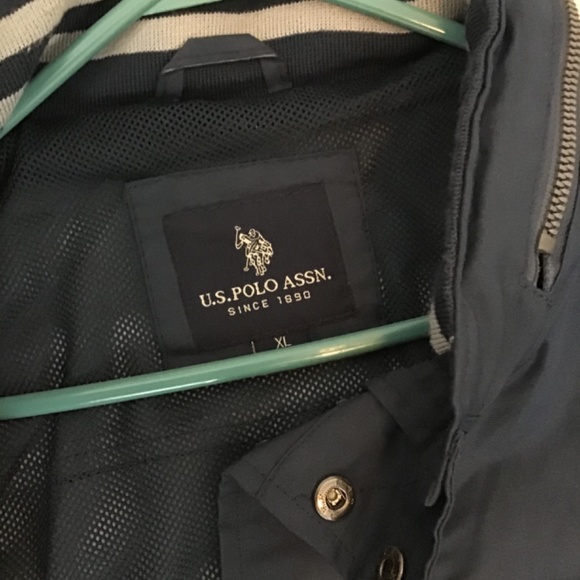 U.S. POLO ASSN.
SINCE 1890
XL